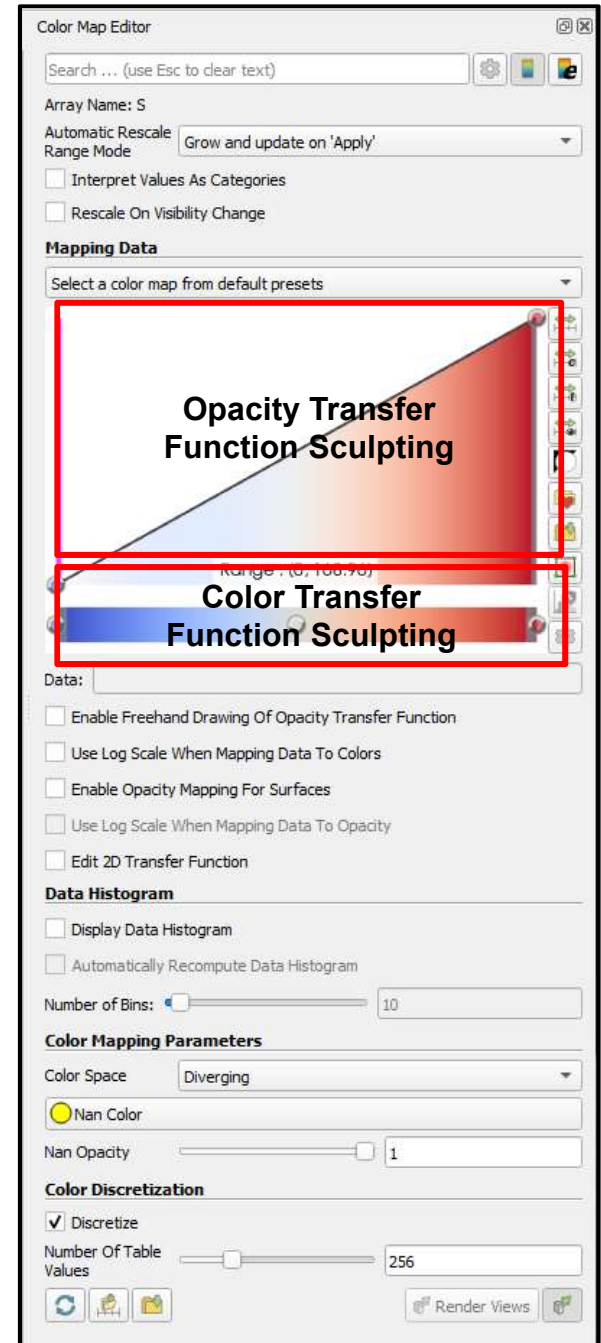 Color Map Editor
Search ... (use Esc to clear text)
Array Name: S
Automatic Rescale
Range Mode
Grow and update on 'Apply'
Interpret Values As Categories
Rescale On Visibility Change
Mapping Data
Select a color map from default presets
Opacity Transfer
Function Sculpting
Range : (0, 168.96)
Color Transfer
Function Sculpting
Data:
Enable Freehand Drawing Of Opacity Transfer Function
Use Log Scale When Mapping Data To Colors
Enable Opacity Mapping For Surfaces
Use Log Scale When Mapping Data To Opacity
Edit 2D Transfer Function
Data Histogram
Display Data Histogram
Automatically Recompute Data Histogram
Number of Bins:
10
Color Mapping Parameters
Color Space
Diverging
Nan Color
Nan Opacity
1
Color Discretization
Discretize
Number Of Table
Values
256
Render Views